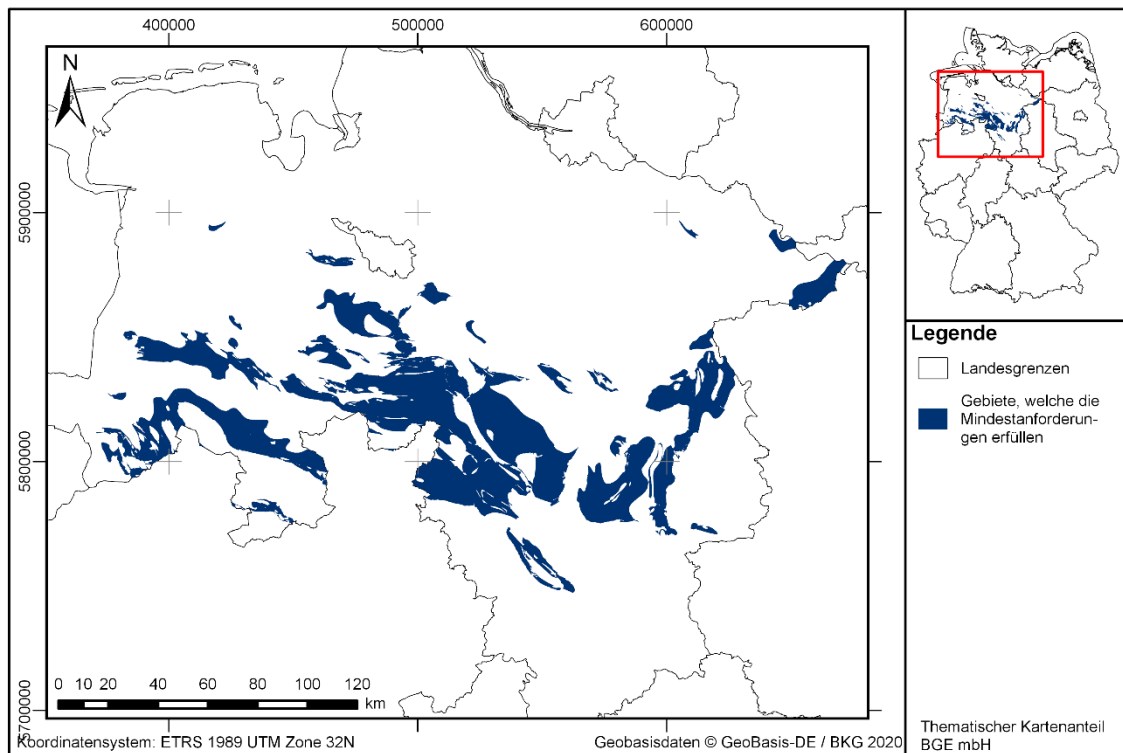 400000 500000 600000
N
5900000
5800000
5700000
0 10 20 40 60 80 100 120
km
Koordinatensystem: ETRS 1989 UTM Zone 32N
Geobasisdaten © GeoBasis-DE / BKG 2020
Legende
Landesgrenzen
Gebiete, welche die
Mindestanforderun-
gen erfüllen
Thematischer Kartenanteil
BGE mbH